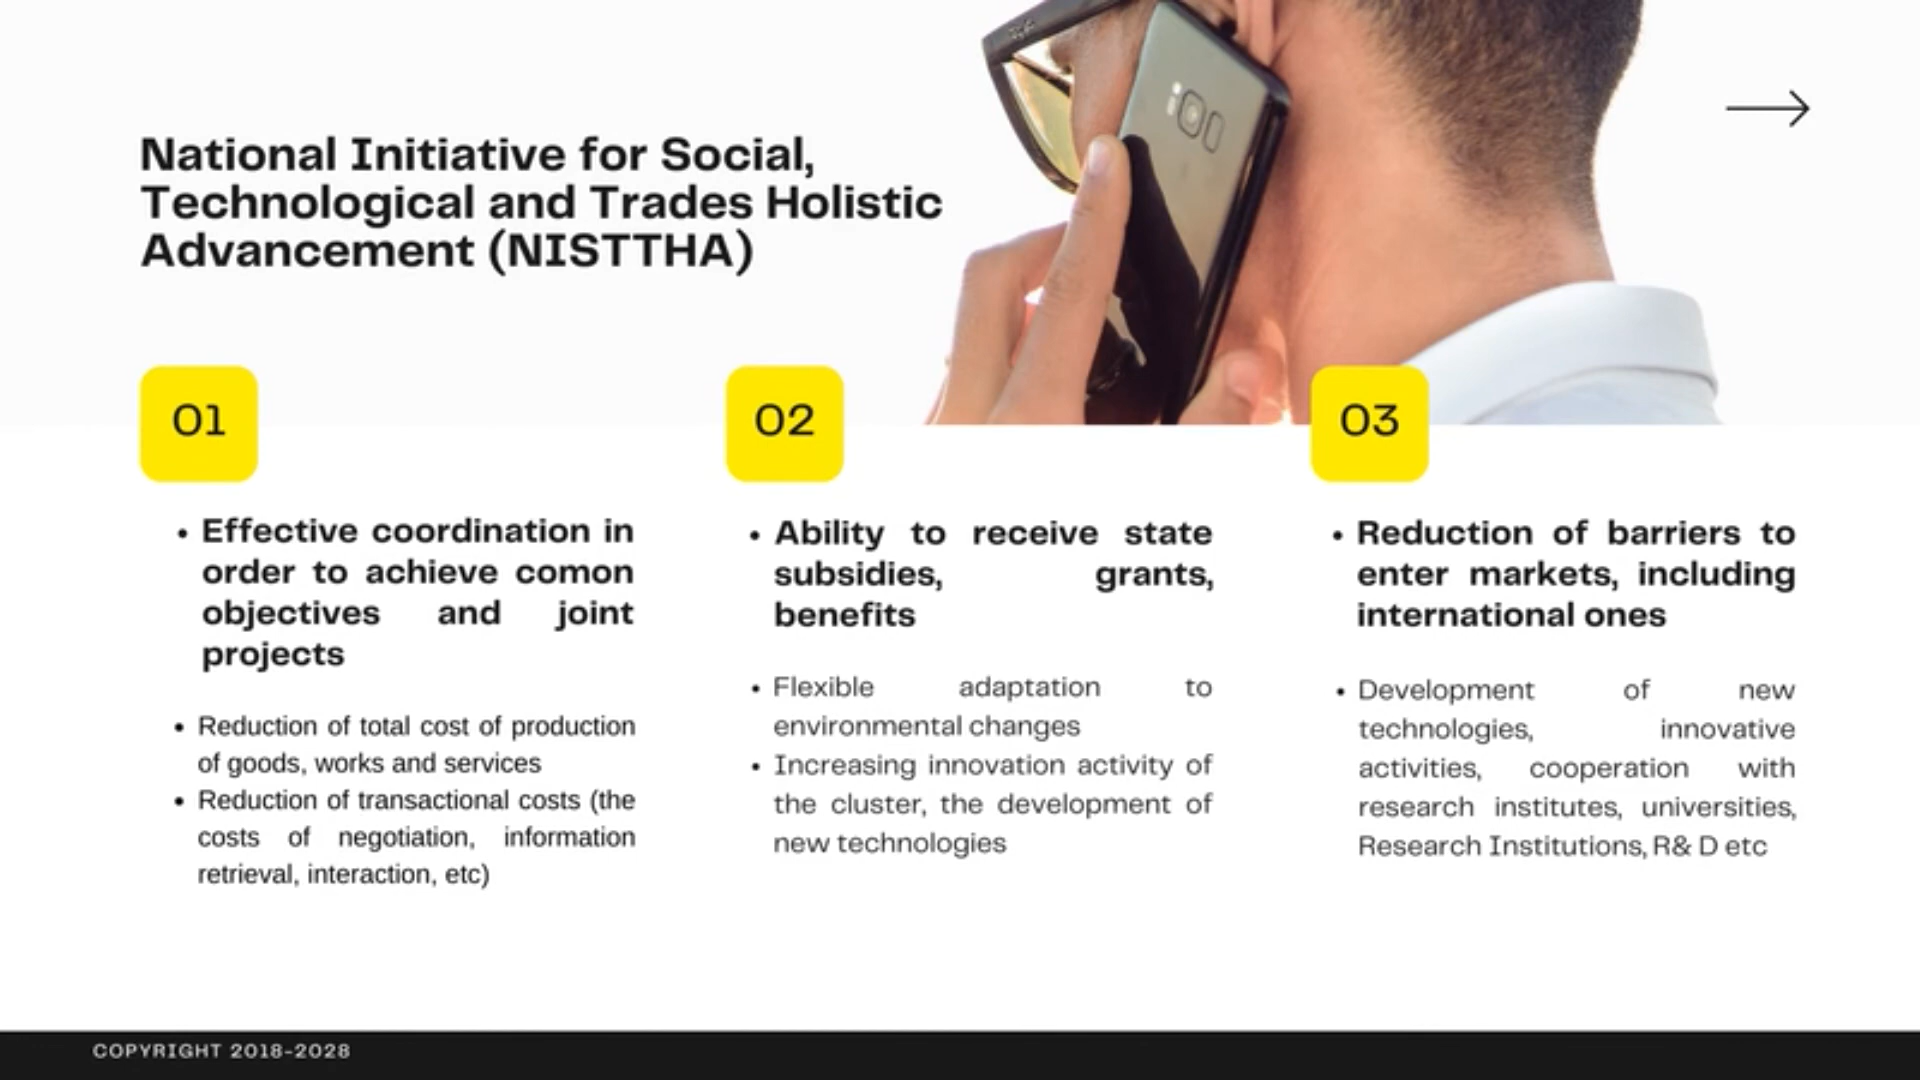 National Initiative for Social,
Technological and Trades Holistic
Advancement (NISTTHA)
01
• Effective coordination in
order to achieve comon
objectives and joint
projects
• Reduction of total cost of production
of goods, works and services
• Reduction of transactional costs (the
costs of negotiation, information
retrieval, interaction, etc)
02
• Ability to receive state
subsidies, grants,
benefits
• Flexible adaptation to
environmental changes
• Increasing innovation activity of
the cluster, the development of
new technologies
03
• Reduction of barriers to
enter markets, including
international ones
• Development of new
technologies, innovative
activities, cooperation with
research institutes, universities,
Research Institutions, R& D etc
COPYRIGHT 2018-2028